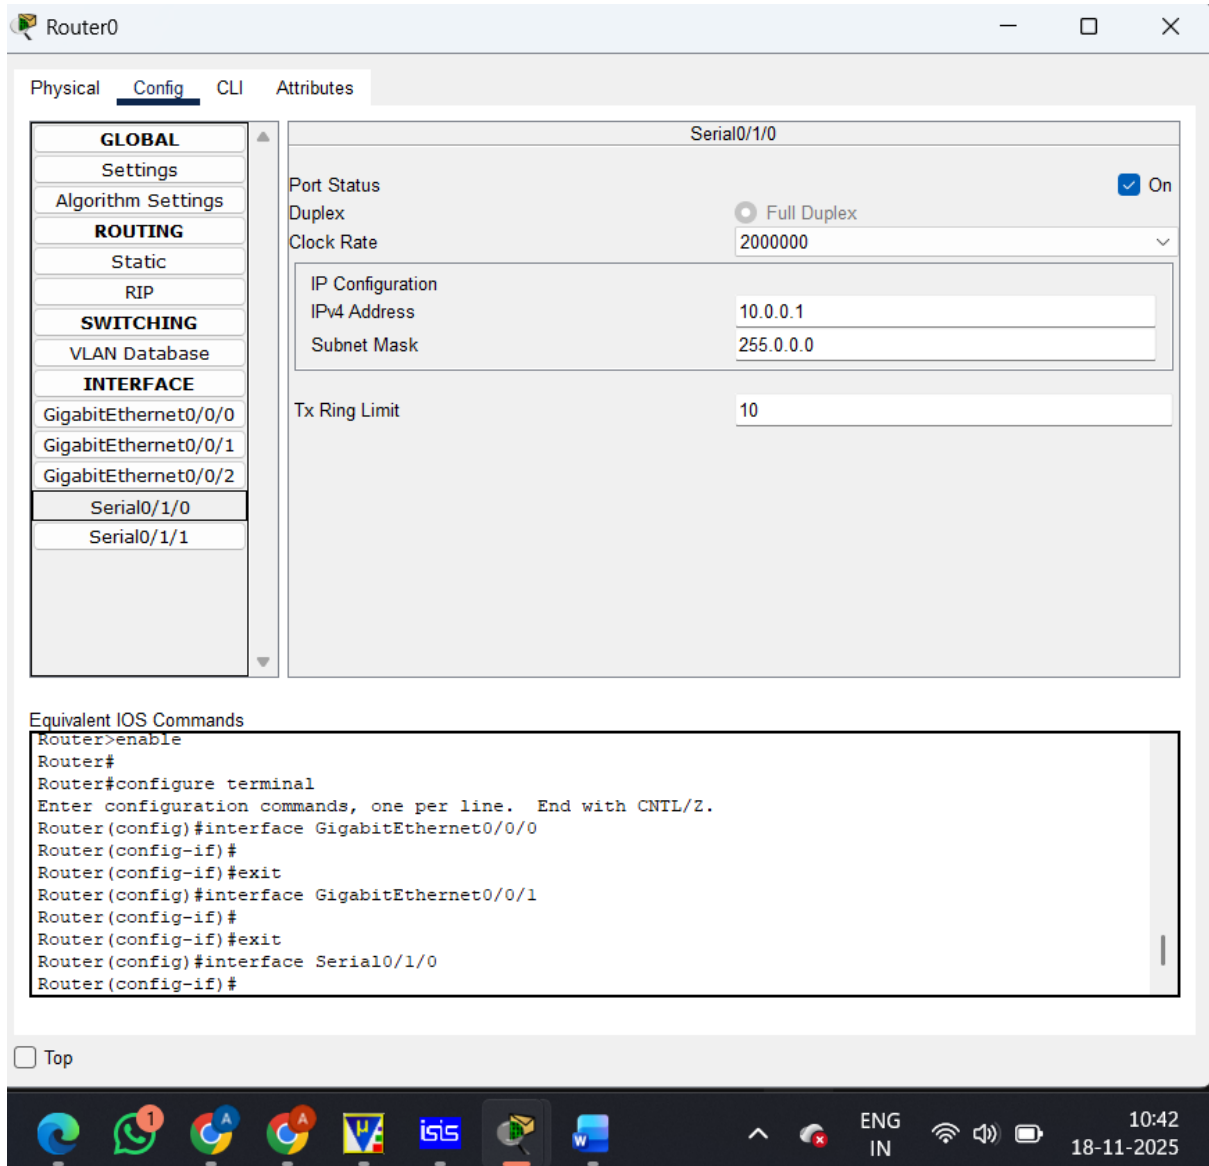 Router0
Physical Config CLI Attributes
GLOBAL
Settings
Algorithm Settings
ROUTING
Static
RIP
SWITCHING
VLAN Database
INTERFACE
GigabitEthernet0/0/0
GigabitEthernet0/0/1
GigabitEthernet0/0/2
Serial0/1/0
Serial0/1/1
Serial0/1/0
Port Status On
Duplex Full Duplex
Clock Rate 2000000
IP Configuration
IPv4 Address 10.0.0.1
Subnet Mask 255.0.0.0
Tx Ring Limit 10
Equivalent IOS Commands
Router>enable
Router#
Router#configure terminal
Enter configuration commands, one per line.  End with CNTL/Z.
Router(config)#interface GigabitEthernet0/0/0
Router(config-if)#
Router(config-if)#exit
Router(config)#interface GigabitEthernet0/0/1
Router(config-if)#
Router(config-if)#exit
Router(config)#interface Serial0/1/0
Router(config-if)#
Top
1 A A µ V isis w
ENG
IN
10:42
18-11-2025